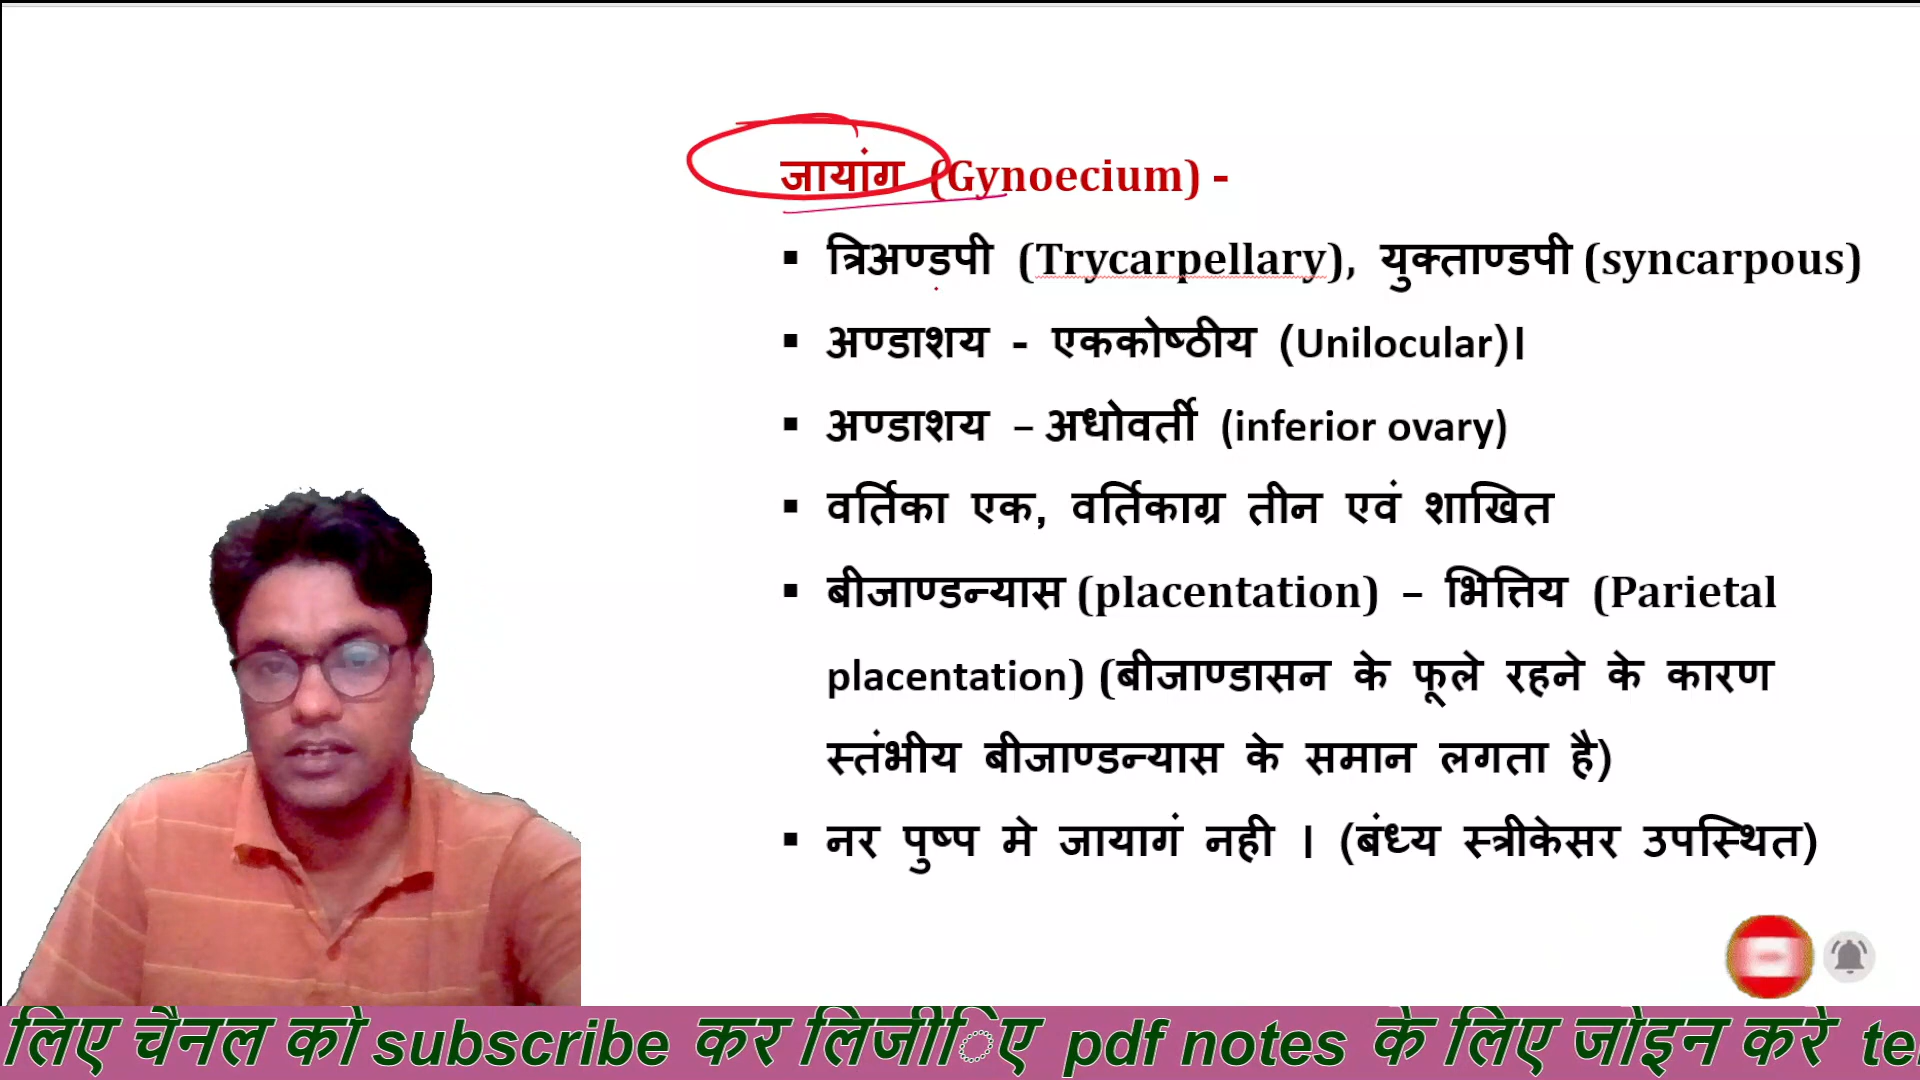 जायांग (Gynoecium) -
▪ त्रिअण्डपी (Trycarpellary), युक्ताण्डपी (syncarpous)
▪ अण्डाशय - एककोष्ठीय (Unilocular)।
▪ अण्डाशय – अधोवर्ती (inferior ovary)
▪ वर्तिका एक, वर्तिकाग्र तीन एवं शाखित
▪ बीजाण्डन्यास (placentation) – भित्तिय (Parietal
placentation) (बीजाण्डासन के फूले रहने के कारण
स्तंभीय बीजाण्डन्यास के समान लगता है)
▪ नर पुष्प मे जायागं नही । (बंध्य स्त्रीकेसर उपस्थित)
लिए चैनल को subscribe कर लिजीिए pdf notes के लिए जोइन करे tel